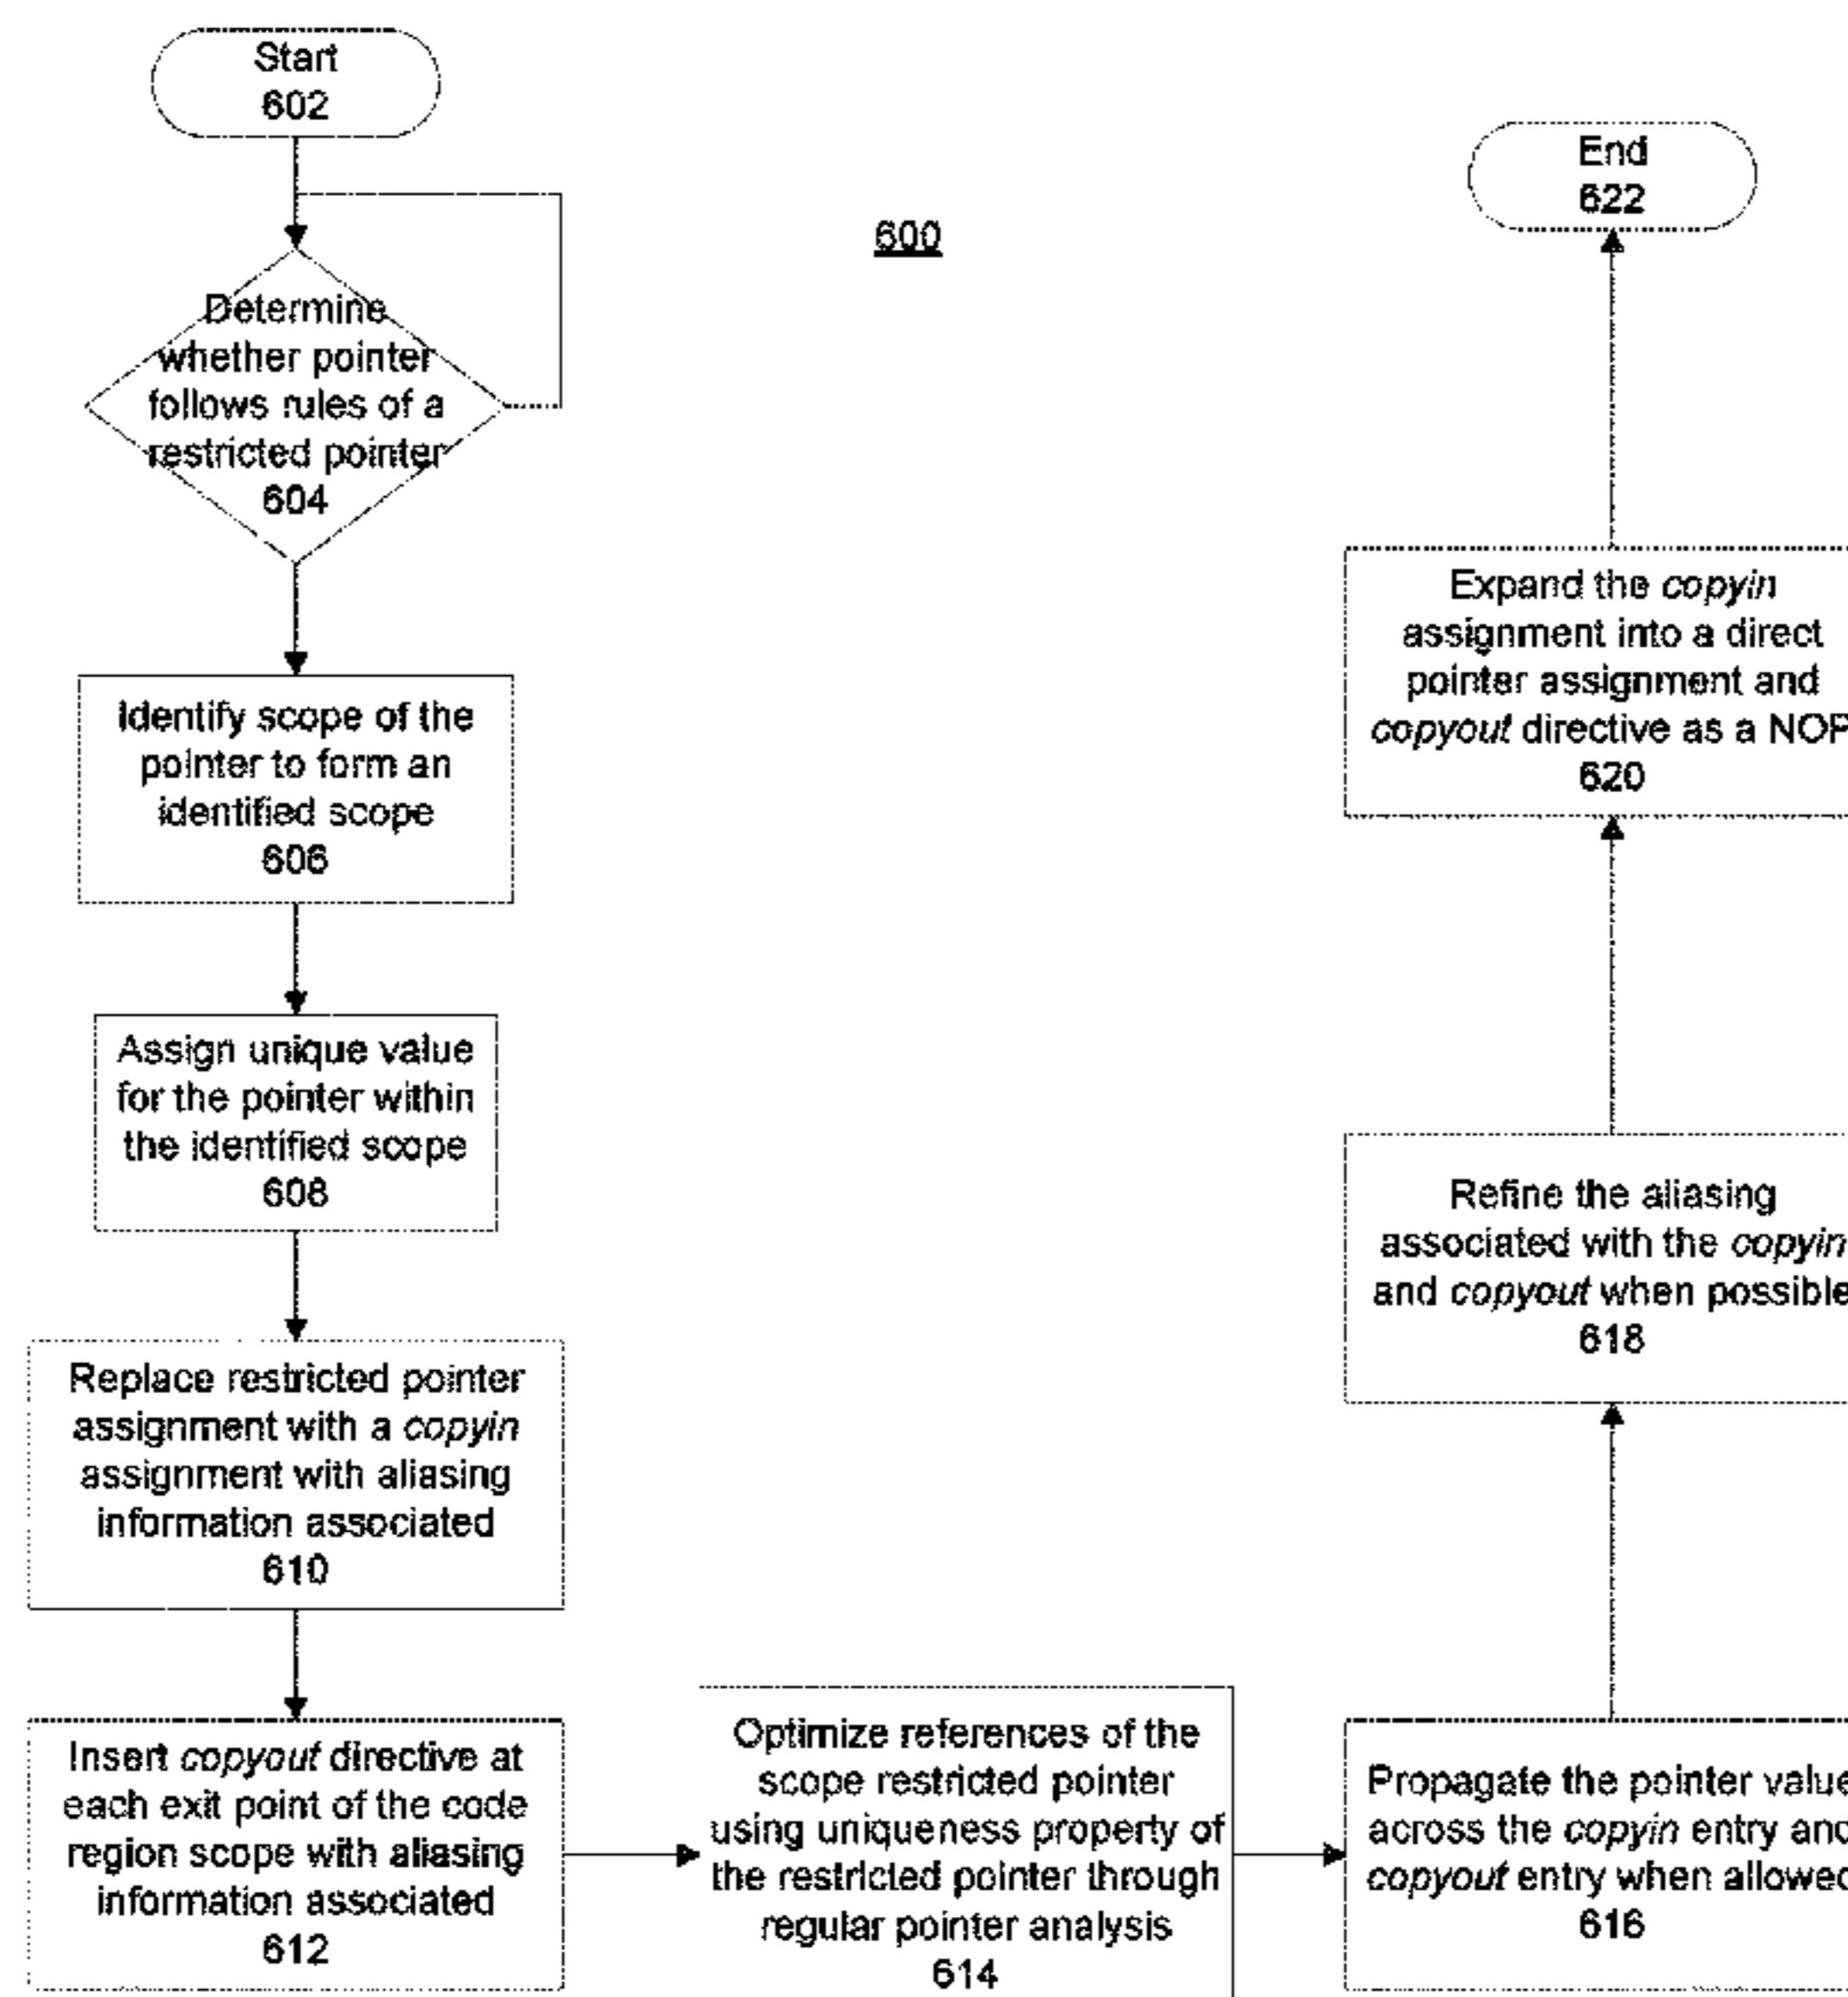 Start
602
600
Determine
whether pointer
follows rules of a
restricted pointer
604
Identify scope of the
pointer to form an
identified scope
606
Assign unique value
for the pointer within
the identified scope
608
Replace restricted pointer
assignment with a copyin
assignment with aliasing
information associated
610
Insert copyout directive at
each exit point of the code
region scope with aliasing
information associated
612
Optimize references of the
scope restricted pointer
using uniqueness property of
the restricted pointer through
regular pointer analysis
614
Propagate the pointer value
across the copyin entry and
copyout entry when allowed
616
Refine the aliasing
associated with the copyin
and copyout when possible
618
Expand the copyin
assignment into a direct
pointer assignment and
copyout directive as a NOP
620
End
622